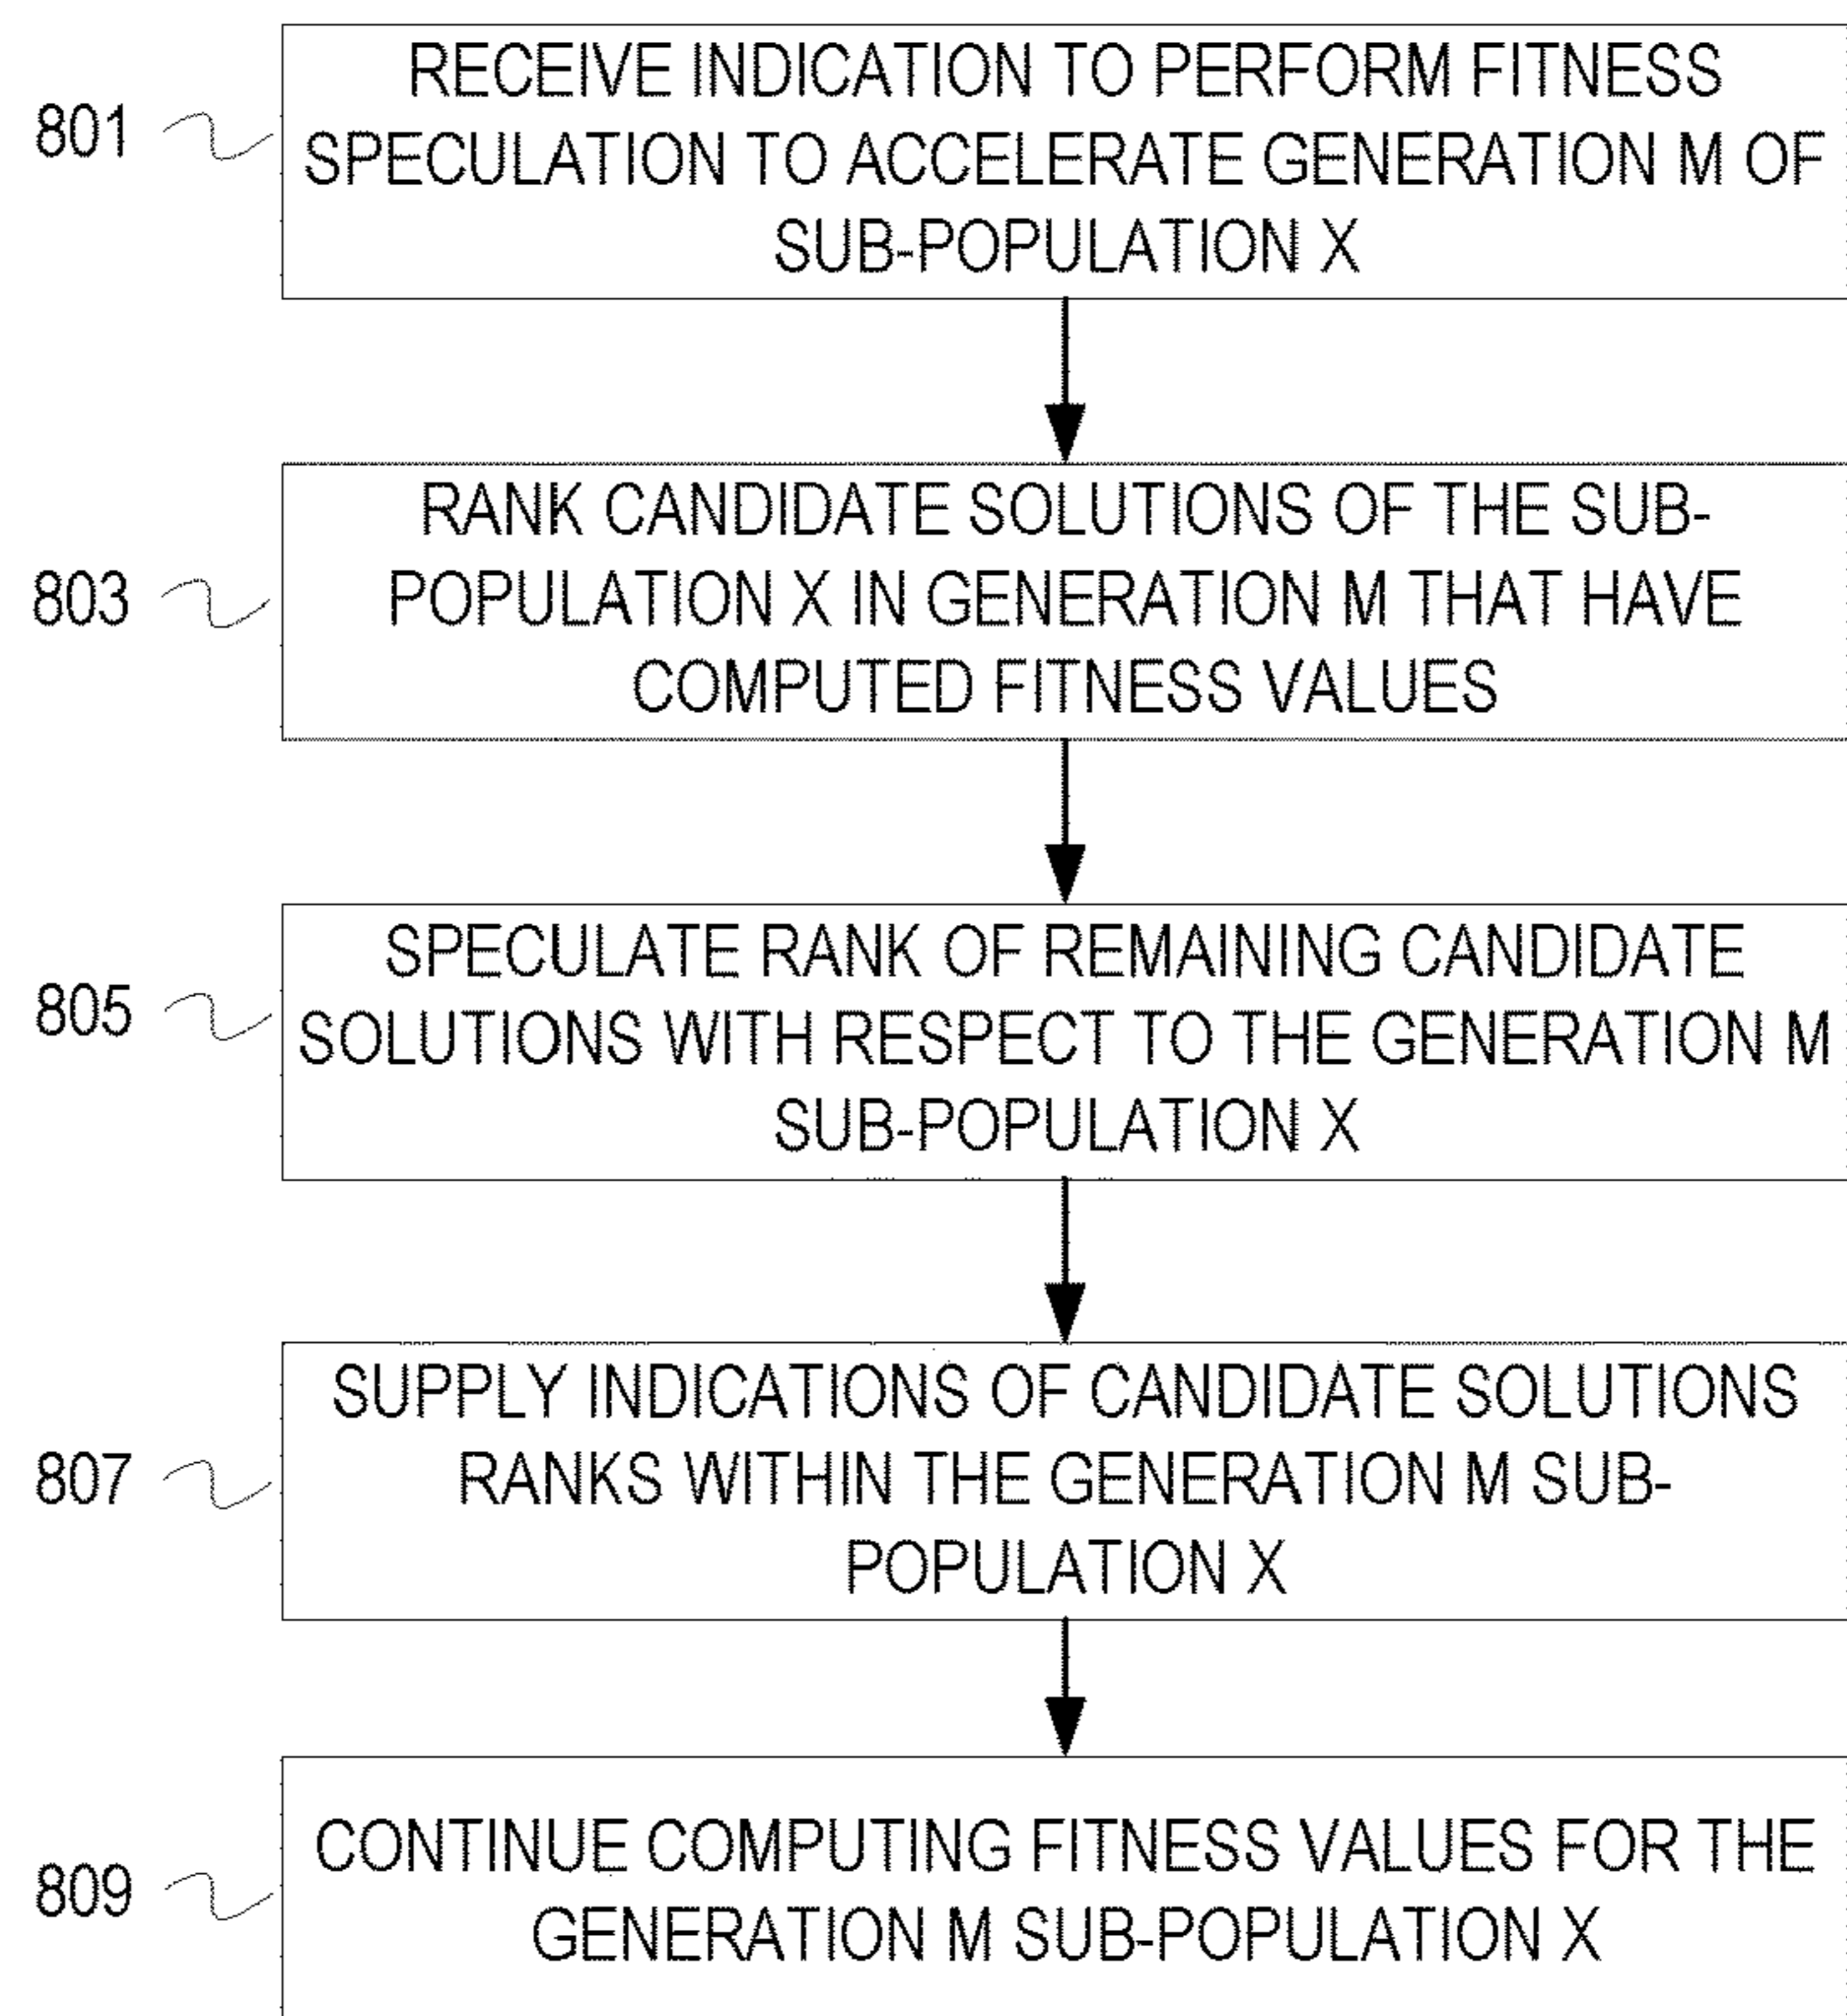 801
RECEIVE INDICATION TO PERFORM FITNESS
SPECULATION TO ACCELERATE GENERATION M OF
SUB-POPULATION X
803
RANK CANDIDATE SOLUTIONS OF THE SUB-
POPULATION X IN GENERATION M THAT HAVE
COMPUTED FITNESS VALUES
805
SPECULATE RANK OF REMAINING CANDIDATE
SOLUTIONS WITH RESPECT TO THE GENERATION M
SUB-POPULATION X
807
SUPPLY INDICATIONS OF CANDIDATE SOLUTIONS
RANKS WITHIN THE GENERATION M SUB-
POPULATION X
809
CONTINUE COMPUTING FITNESS VALUES FOR THE
GENERATION M SUB-POPULATION X